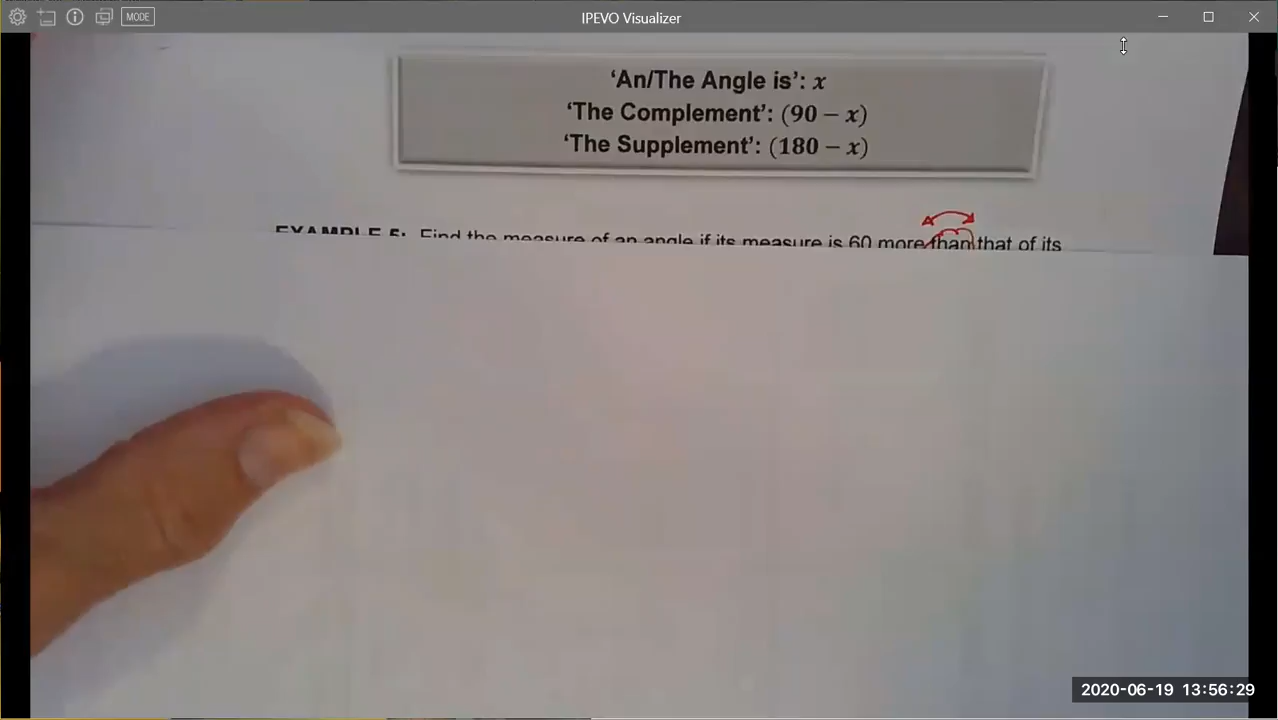 MODE
IPEVO Visualizer
‘An/The Angle is’: x
‘The Complement’: (90 − x)
‘The Supplement’: (180 − x)
EXAMPLE 5: Find the measure of an angle if its measure is 60 more than that of its
2020-06-19 13:56:29